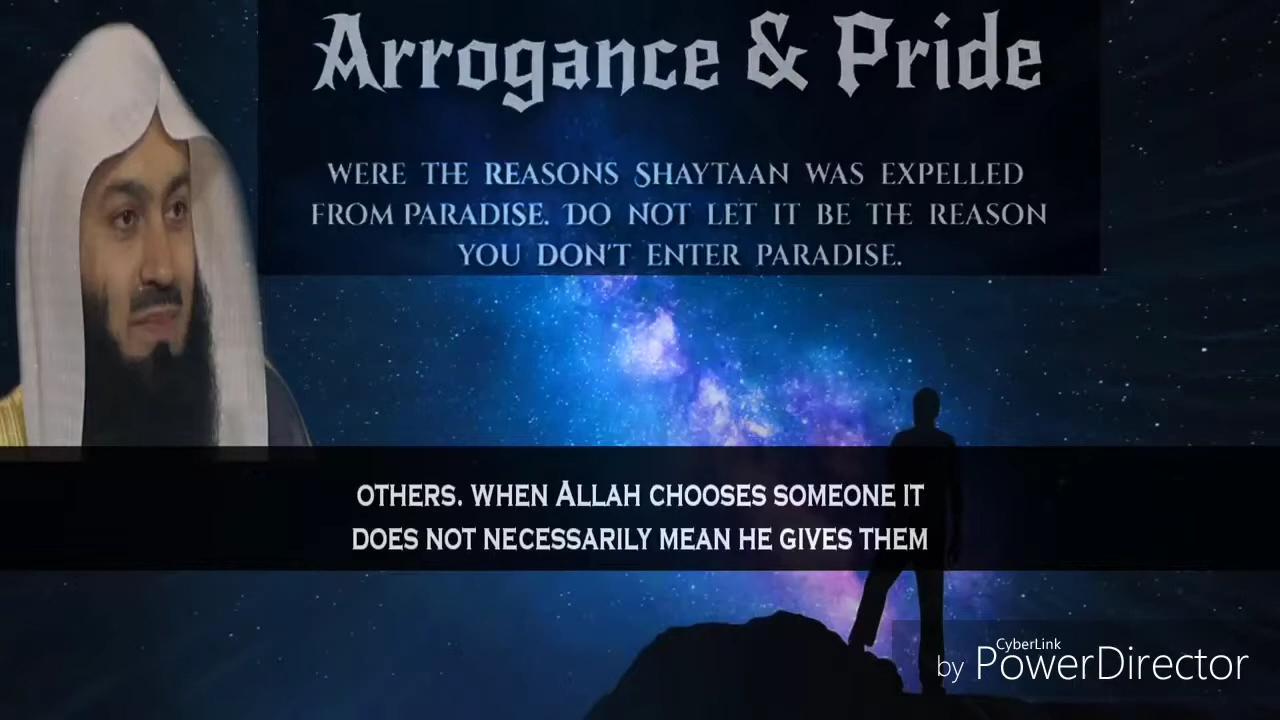 Arrogance & Pride
WERE THE REASONS SHAYTAAN WAS EXPELLED
FROM PARADISE. DO NOT LET IT BE THE REASON
YOU DON'T ENTER PARADISE.
OTHERS. WHEN ALLAH CHOOSES SOMEONE IT
DOES NOT NECESSARILY MEAN HE GIVES THEM
CyberLink
by PowerDirector